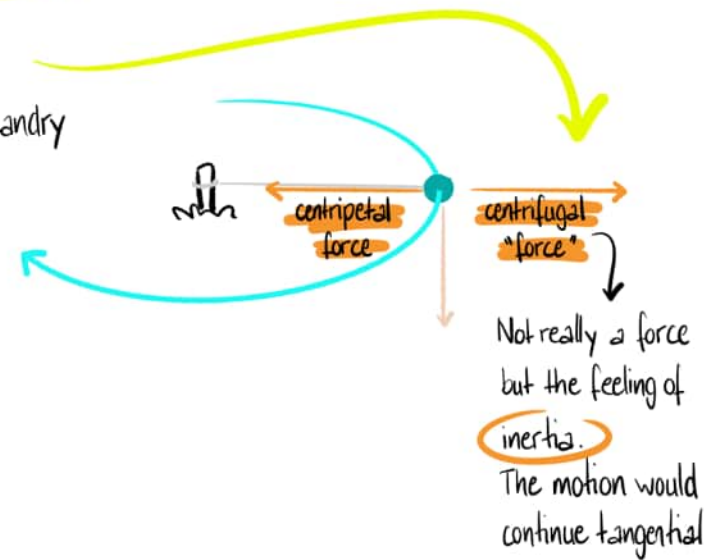 andry
centripetal
force
centrifugal
"force"
Not really a force
but the feeling of
inertia.
The motion would
continue tangential